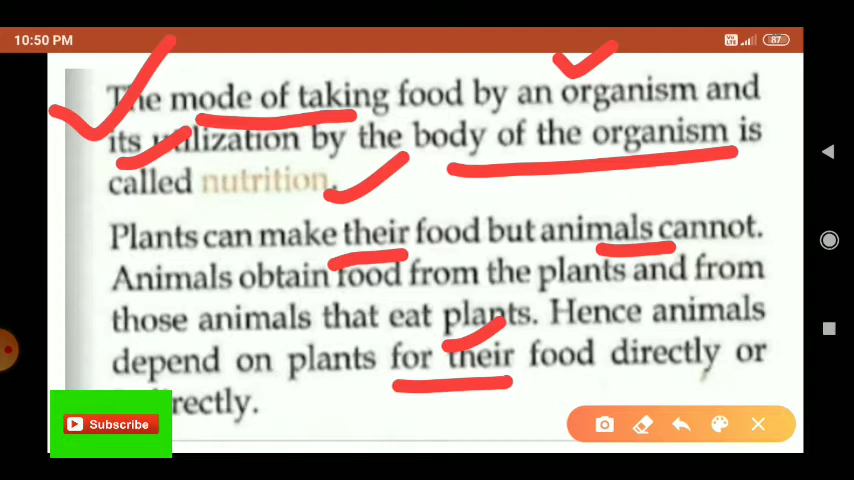 10:50 PM
87
The mode of taking food by an organism and
its utilization by the body of the organism is
called nutrition.
Plants can make their food but animals cannot.
Animals obtain food from the plants and from
those animals that eat plants. Hence animals
depend on plants for their food directly or
rectly.
Subscribe